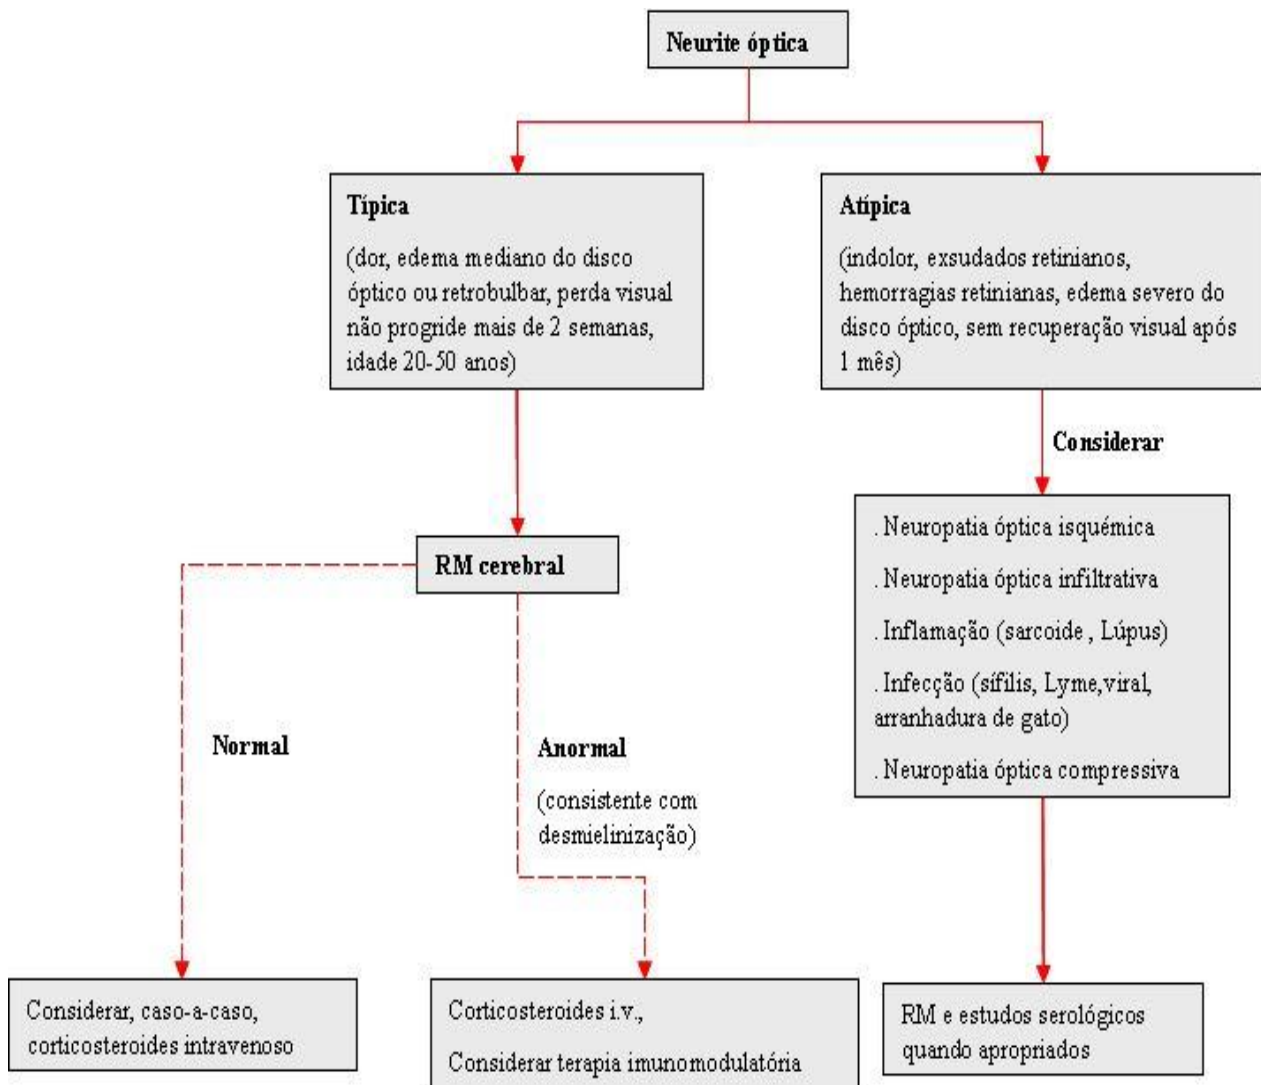 Neurite óptica
Típica
(dor, edema mediano do disco
óptico ou retrobulbar, perda visual
não progride mais de 2 semanas,
idade 20-50 anos)
Atípica
(indolor, exsudados retinianos,
hemorragias retinianas, edema severo do
disco óptico, sem recuperação visual após
1 mês)
Considerar
RM cerebral
. Neuropatia óptica isquémica
. Neuropatia óptica infiltrativa
. Inflamação (sarcoide , Lúpus)
. Infecção (sífilis, Lyme,viral,
arranhadura de gato)
. Neuropatia óptica compressiva
Normal
Anormal
(consistente com
desmielinização)
Considerar, caso-a-caso,
corticosteroides intravenoso
Corticosteroides i.v.,
Considerar terapia imunomodulatória
RM e estudos serológicos
quando apropriados